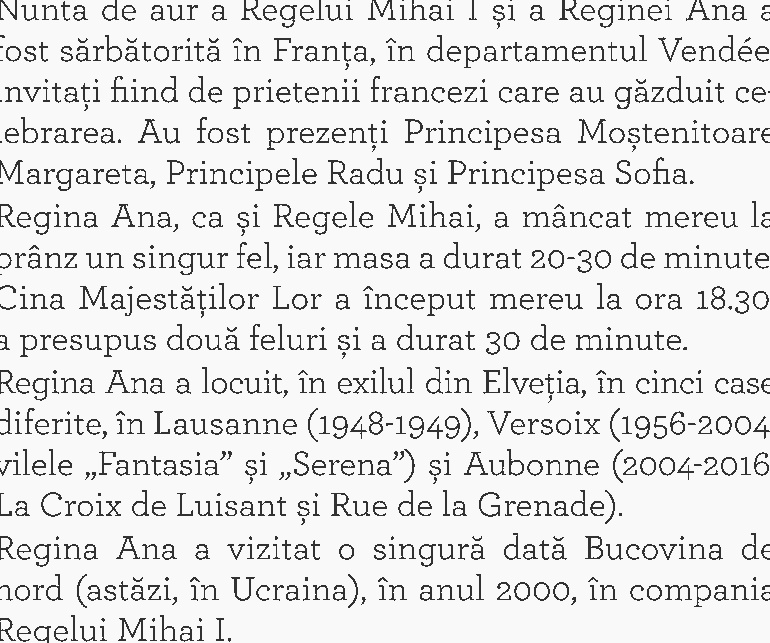 Nunta de aur a Regelui Mihai I și a Reginei Ana a
fost sărbătorită în Franța, în departamentul Vendée
invitați fiind de prietenii francezi care au găzduit ce-
lebrarea. Au fost prezenți Principesa Moștenitoare
Margareta, Principele Radu și Principesa Sofia.
Regina Ana, ca și Regele Mihai, a mâncat mereu la
prânz un singur fel, iar masa a durat 20-30 de minute
Cina Majestăților Lor a început mereu la ora 18.30
a presupus două feluri și a durat 30 de minute.
Regina Ana a locuit, în exilul din Elveția, în cinci case
diferite, în Lausanne (1948-1949), Versoix (1956-2004
vilele „Fantasia” și „Serena”) și Aubonne (2004-2016
La Croix de Luisant și Rue de la Grenade).
Regina Ana a vizitat o singură dată Bucovina de
nord (astăzi, în Ucraina), în anul 2000, în compania
Regelui Mihai I.